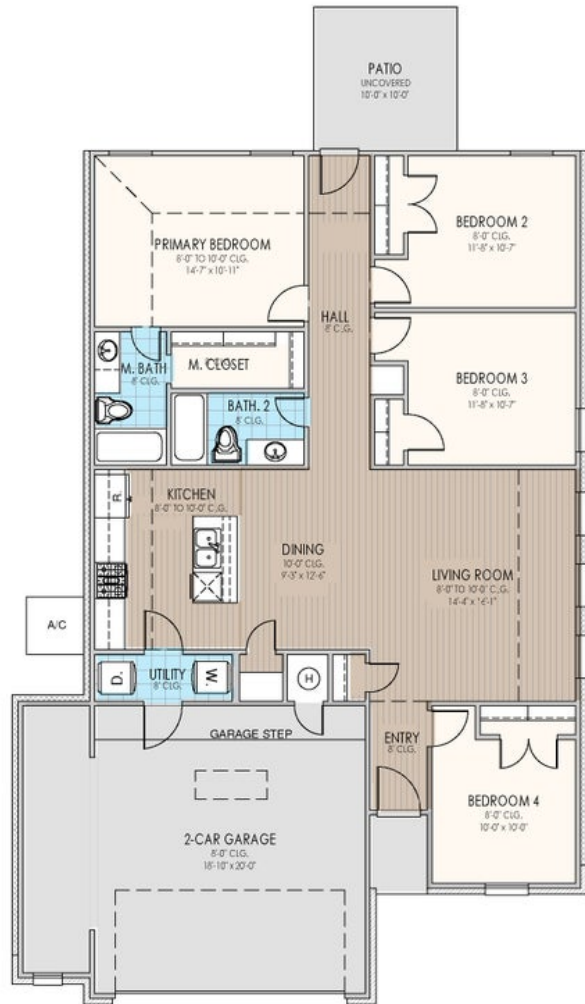 PATIO
UNCOVERED
10'-0" x 10'-0"
PRIMARY BEDROOM
8'-0" TO 10'-0" CLG.
14'-7" x 10'-11"
BEDROOM 2
8'-0" CLG.
11'-8" x 10'-7"
HALL
8' CLG.
M. BATH
8' CLG.
M. CLOSET
BEDROOM 3
8'-0" CLG.
11'-8" x 10'-7"
BATH. 2
8' CLG.
R.
KITCHEN
8'-0" TO 10'-0" CLG.
DINING
10'-0" CLG.
9'-3" x 12'-6"
LIVING ROOM
8'-0" TO 10'-0" CLG.
14'-4" x
A/C
D.
UTILITY
8' CLG.
W.
H
GARAGE STEP
ENTRY
8' CLG.
2-CAR GARAGE
8'-0" CLG.
18'-10" x 20'-0"
BEDROOM 4
8'-0" CLG.
10'-0" x 10'-0"